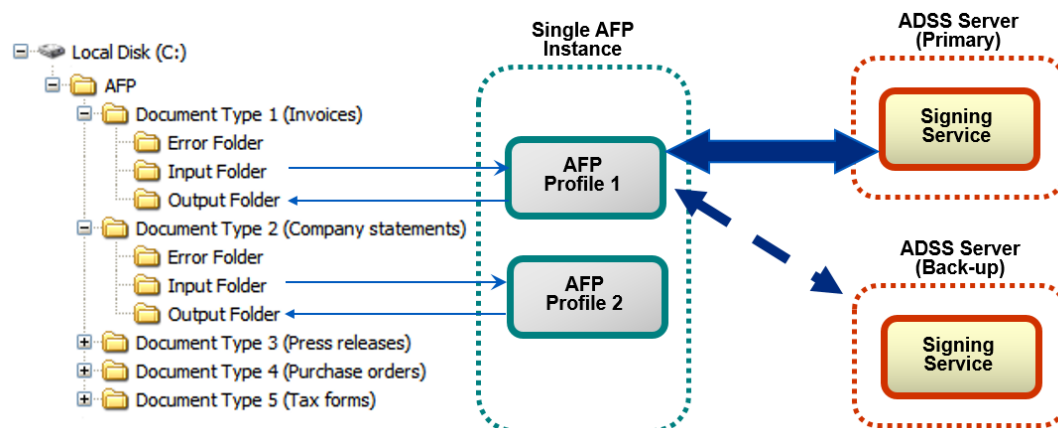 Local Disk (C:)
AFP
Document Type 1 (Invoices)
Error Folder
Input Folder
Output Folder
Document Type 2 (Company statements)
Error Folder
Input Folder
Output Folder
Document Type 3 (Press releases)
Document Type 4 (Purchase orders)
Document Type 5 (Tax forms)
Single AFP
Instance
AFP
Profile 1
AFP
Profile 2
ADSS Server
(Primary)
Signing
Service
ADSS Server
(Back-up)
Signing
Service